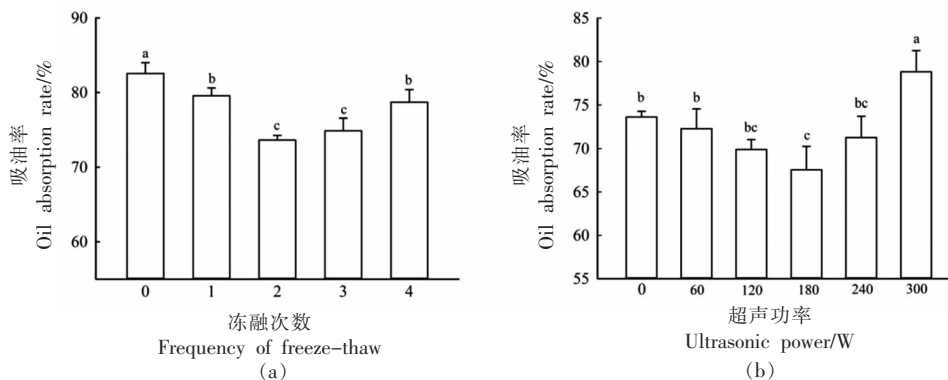 90
80
70
60
吸油率
Oil absorption rate/%
a
b
c
c
b
0 1 2 3 4
冻融次数
Frequency of freeze-thaw
(a)
85
80
75
70
65
60
55
吸油率
Oil absorption rate/%
b
b
bc
c
bc
a
0 60 120 180 240 300
超声功率
Ultrasonic power/W
(b)